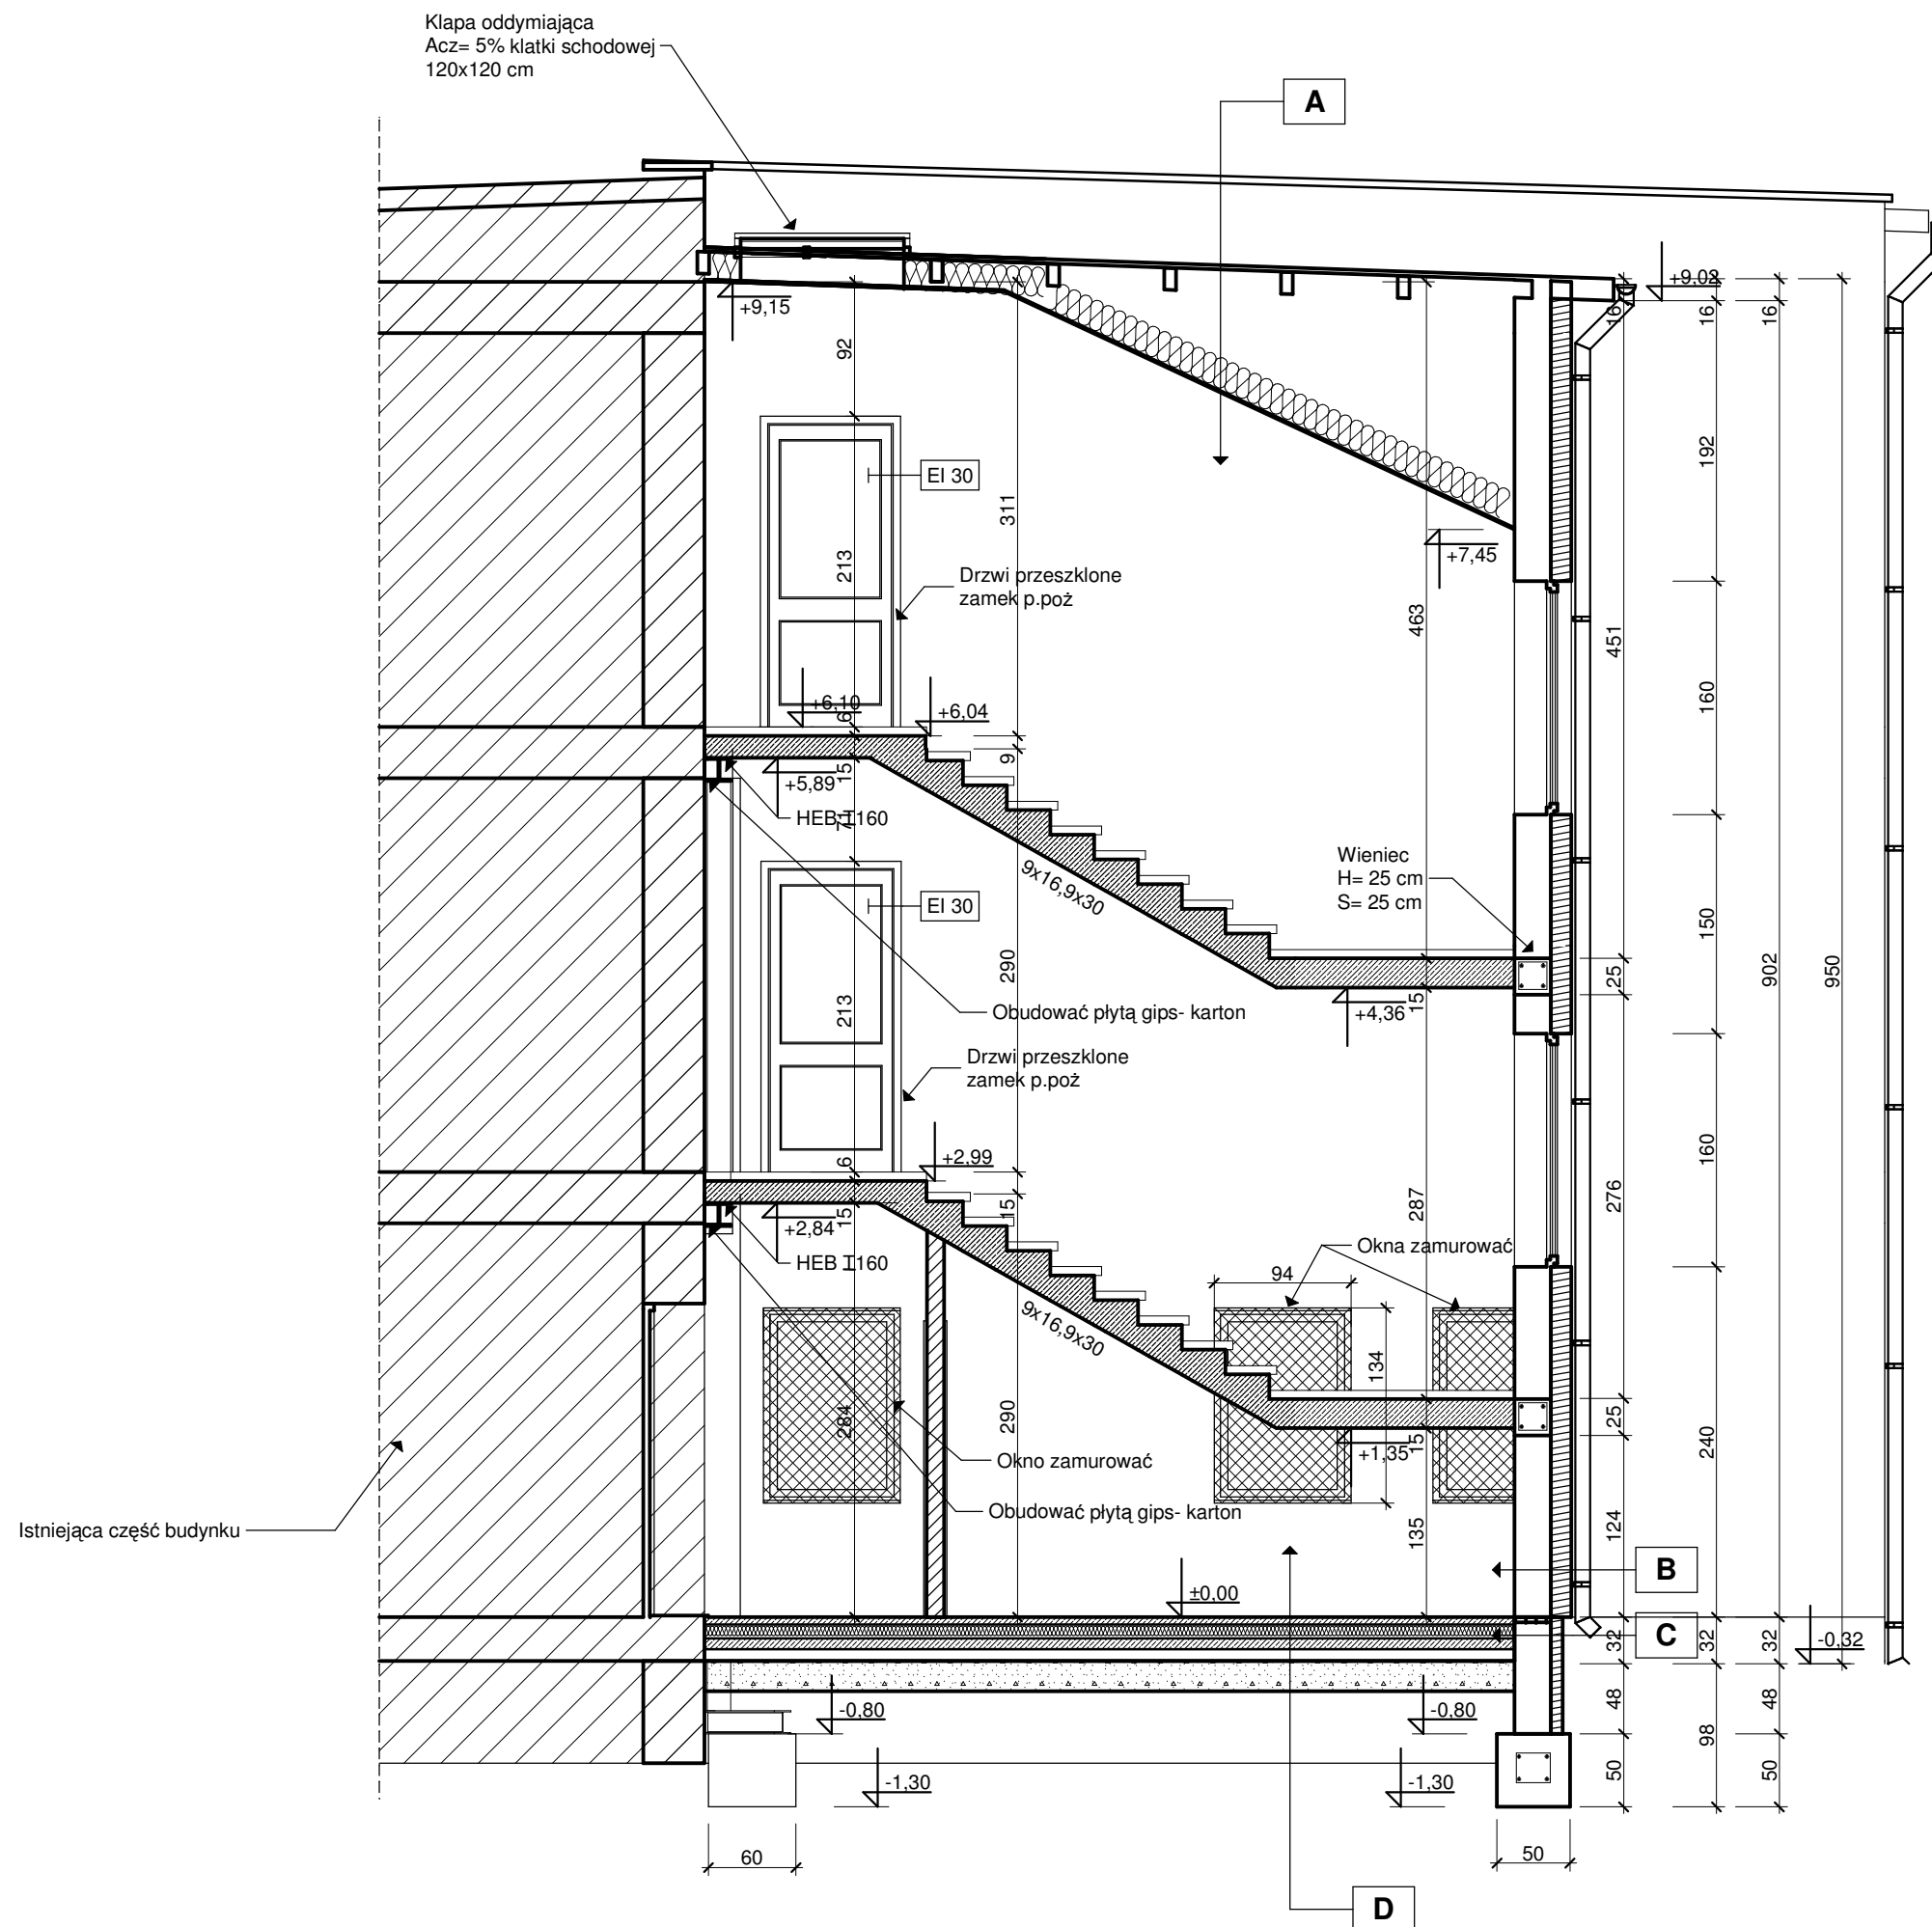 Klapa oddymiająca
Acz= 5% klatki schodowej
120x120 cm
A
+9,15
+9,02
16
16
16
92
192
EI 30
311
213
+7,45
Drzwi przeszklone
zamek p.poż
463
451
160
+6,10
6
+6,04
9
15
+5,89
HEB I160
71
9x16,9x30
Wieniec
H= 25 cm
S= 25 cm
EI 30
150
290
902
950
25
15
+4,36
213
Obudować płytą gips- karton
Drzwi przeszklone
zamek p.poż
160
6
+2,99
15
15
+2,84
287
276
HEB I160
Okna zamurować
94
9x16,9x30
134
284
290
25
15
+1,35
240
Okno zamurować
Obudować płytą gips- karton
Istniejąca część budynku
135
124
B
±0,00
C
32
32
32
-0,32
-0,80
-0,80
48
48
98
-1,30
-1,30
50
50
60
50
D